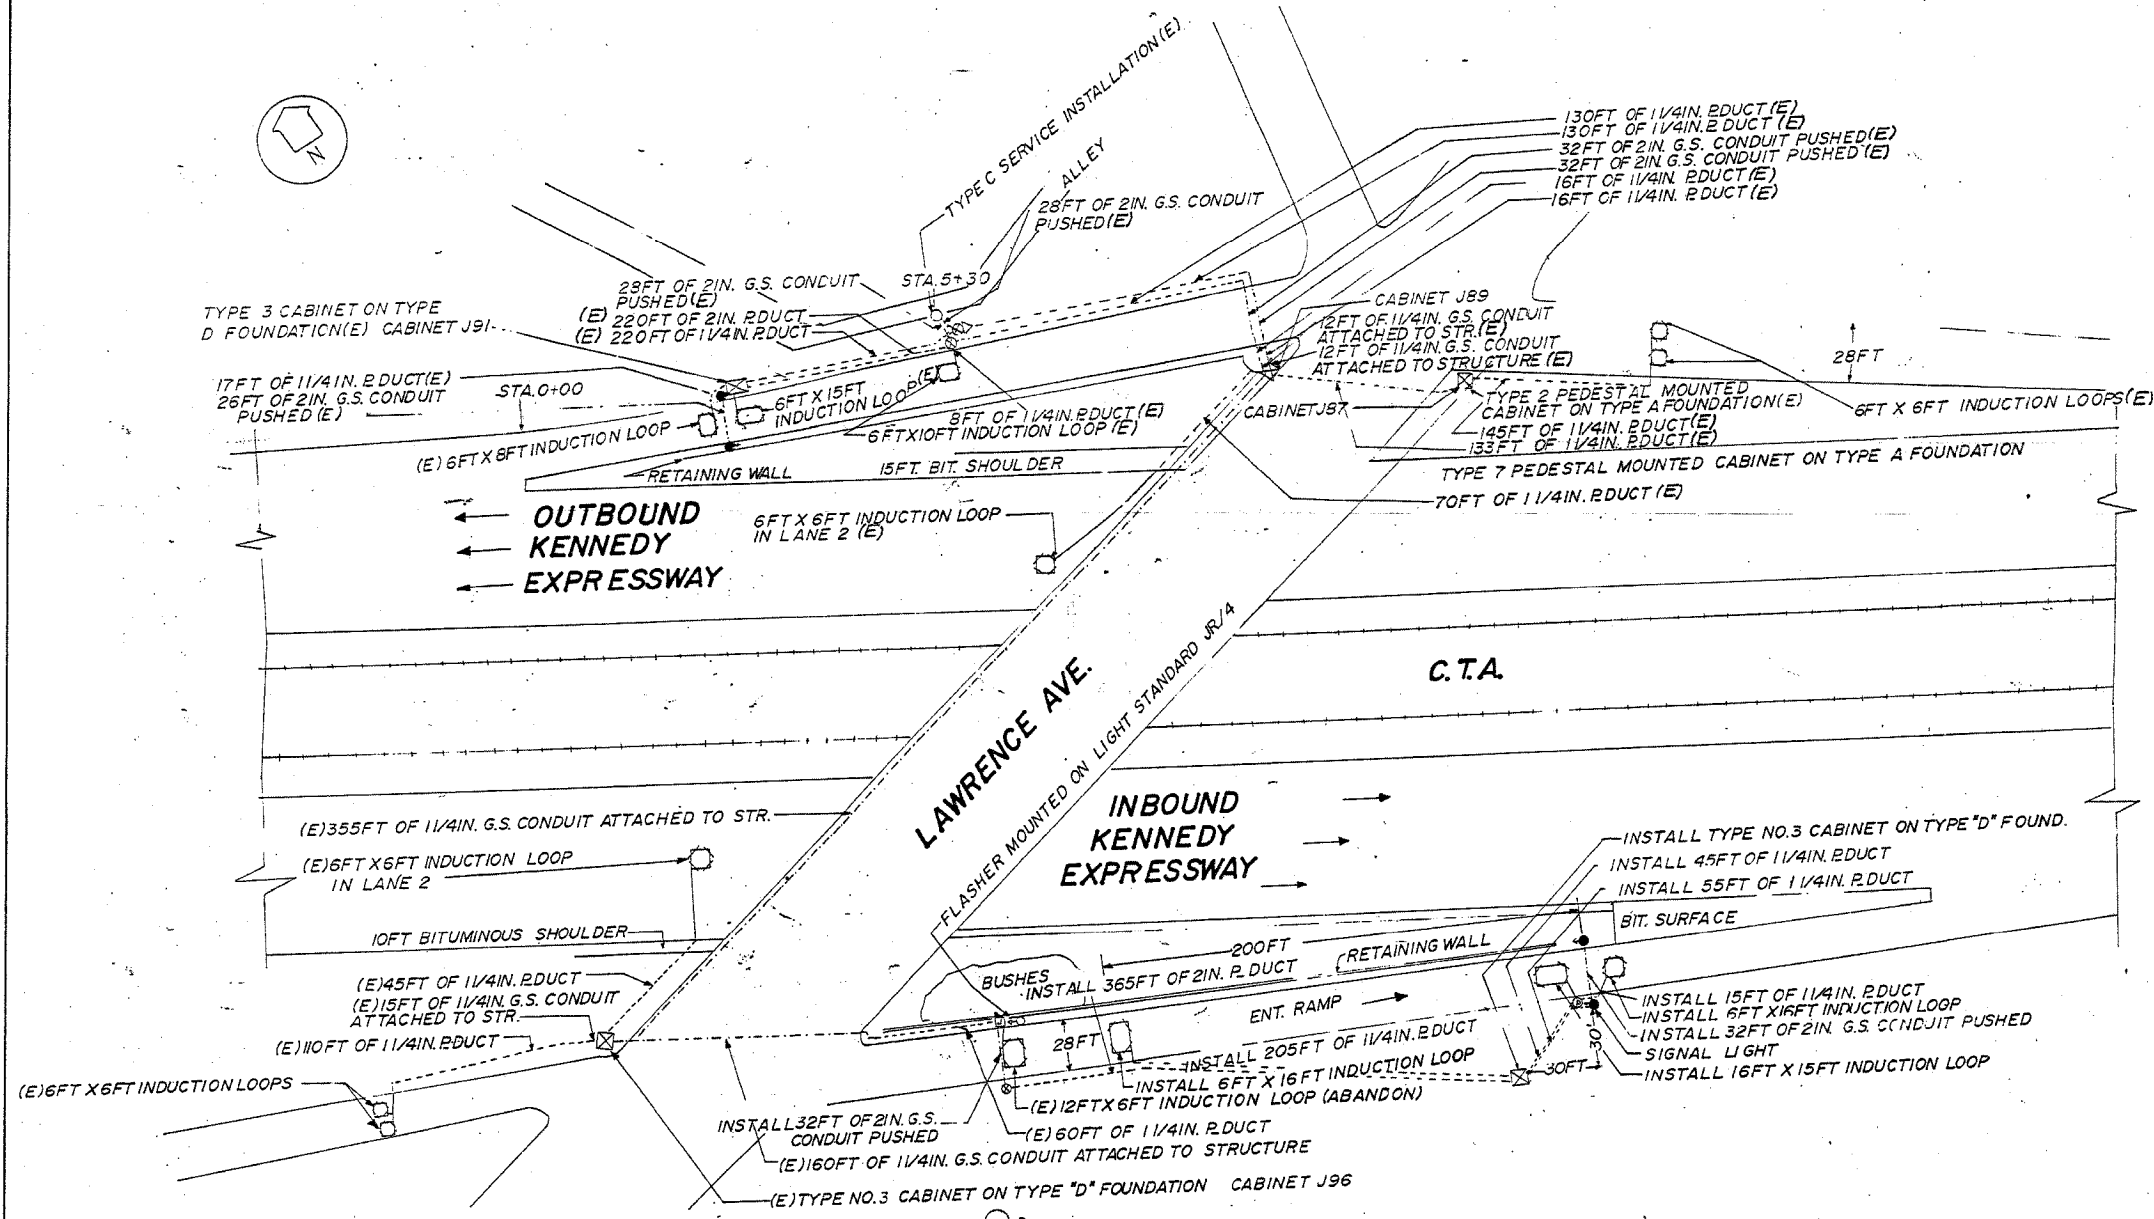 TYPE C SERVICE INSTALLATION (E)
ALLEY
28FT OF 2IN. G.S. CONDUIT
PUSHED (E)
130FT OF 1 1/4IN. P.DUCT (E)
130FT OF 1 1/4IN. P.DUCT (E)
32FT OF 2IN. G.S. CONDUIT PUSHED (E)
32FT OF 2IN. G.S. CONDUIT PUSHED (E)
16FT OF 1 1/4IN. P.DUCT (E)
16FT OF 1 1/4IN. P.DUCT (E)
N
28FT OF 2IN. G.S. CONDUIT
PUSHED (E)
(E) 220FT OF 2IN. P.DUCT
(E) 220FT OF 1 1/4IN. P.DUCT
STA. 5+30
TYPE 3 CABINET ON TYPE
D FOUNDATION (E) CABINET J91
17FT OF 1 1/4IN. P.DUCT (E)
26FT OF 2IN. G.S. CONDUIT
PUSHED (E)
STA. 0+00
6FT X 15FT
INDUCTION LOOP (E)
(E) 6FT X 8FT INDUCTION LOOP
8FT OF 1 1/4IN. P.DUCT (E)
6FT X 10FT INDUCTION LOOP (E)
RETAINING WALL
15FT. BIT. SHOULDER
CABINET J89
12FT OF 1 1/4IN. G.S. CONDUIT
ATTACHED TO STR. (E)
12FT OF 1 1/4IN. G.S. CONDUIT
ATTACHED TO STRUCTURE (E)
28FT
CABINET J87
TYPE 2 PEDESTAL MOUNTED
CABINET ON TYPE A FOUNDATION (E)
145FT OF 1 1/4IN. P.DUCT (E)
133FT OF 1 1/4IN. P.DUCT (E)
6FT X 6FT INDUCTION LOOPS (E)
TYPE 7 PEDESTAL MOUNTED CABINET ON TYPE A FOUNDATION
70FT OF 1 1/4IN. P.DUCT (E)
OUTBOUND
KENNEDY
EXPRESSWAY
6FT X 6FT INDUCTION LOOP
IN LANE 2 (E)
C.T.A.
LAWRENCE AVE.
FLASHER MOUNTED ON LIGHT STANDARD JR/4
INBOUND
KENNEDY
EXPRESSWAY
(E) 355FT OF 1 1/4IN. G.S. CONDUIT ATTACHED TO STR.
(E) 6FT X 6FT INDUCTION LOOP
IN LANE 2
10FT BITUMINOUS SHOULDER
(E) 45FT OF 1 1/4IN. P.DUCT
(E) 15FT OF 1 1/4IN. G.S. CONDUIT
ATTACHED TO STR.
(E) 110FT OF 1 1/4IN. P.DUCT
(E) 6FT X 6FT INDUCTION LOOPS
INSTALL TYPE NO.3 CABINET ON TYPE "D" FOUND.
INSTALL 45FT OF 1 1/4IN. P.DUCT
INSTALL 55FT OF 1 1/4IN. P.DUCT
BIT. SURFACE
200FT
RETAINING WALL
BUSHES
INSTALL 365FT OF 2IN. P.DUCT
ENT. RAMP
28FT
INSTALL 205FT OF 1 1/4IN. P.DUCT
INSTALL 6FT X 16FT INDUCTION LOOP
(E) 12FT X 6FT INDUCTION LOOP (ABANDON)
INSTALL 15FT OF 1 1/4IN. P.DUCT
INSTALL 6FT X 16FT INDUCTION LOOP
INSTALL 32FT OF 2IN. G.S. CONDUIT PUSHED
SIGNAL LIGHT
INSTALL 16FT X 15FT INDUCTION LOOP
30FT
30'
INSTALL 32FT OF 2IN. G.S.
CONDUIT PUSHED
(E) 60FT OF 1 1/4IN. P.DUCT
(E) 160FT OF 1 1/4IN. G.S. CONDUIT ATTACHED TO STRUCTURE
(E) TYPE NO.3 CABINET ON TYPE "D" FOUNDATION CABINET J96